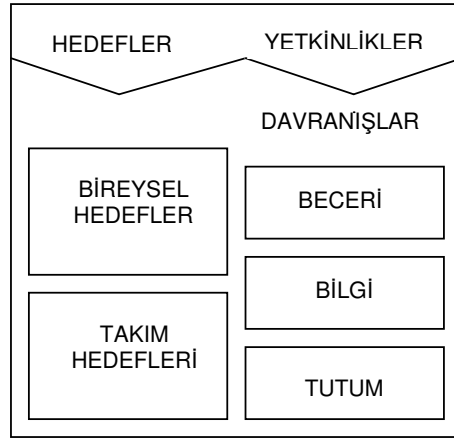 HEDEFLER
YETKİNLİKLER
DAVRANIŞLAR
BİREYSEL
HEDEFLER
TAKIM
HEDEFLERİ
BECERİ
BİLGİ
TUTUM